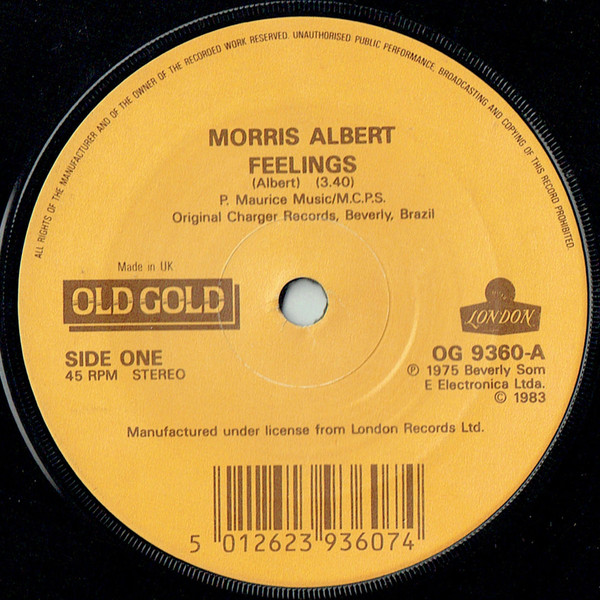 ALL RIGHTS OF THE MANUFACTURER AND OF THE OWNER OF THE RECORDED WORK RESERVED. UNAUTHORISED PUBLIC PERFORMANCE, BROADCASTING AND COPYING OF THIS RECORD PROHIBITED.
MORRIS ALBERT
FEELINGS
(Albert) (3.40)
P. Maurice Music/M.C.P.S.
Original Charger Records, Beverly, Brazil
Made in UK
OLD GOLD
LONDON
SIDE ONE
45 RPM STEREO
OG 9360-A
℗ 1975 Beverly Som
E Electronica Ltda.
© 1983
Manufactured under license from London Records Ltd.
5 012623 936074